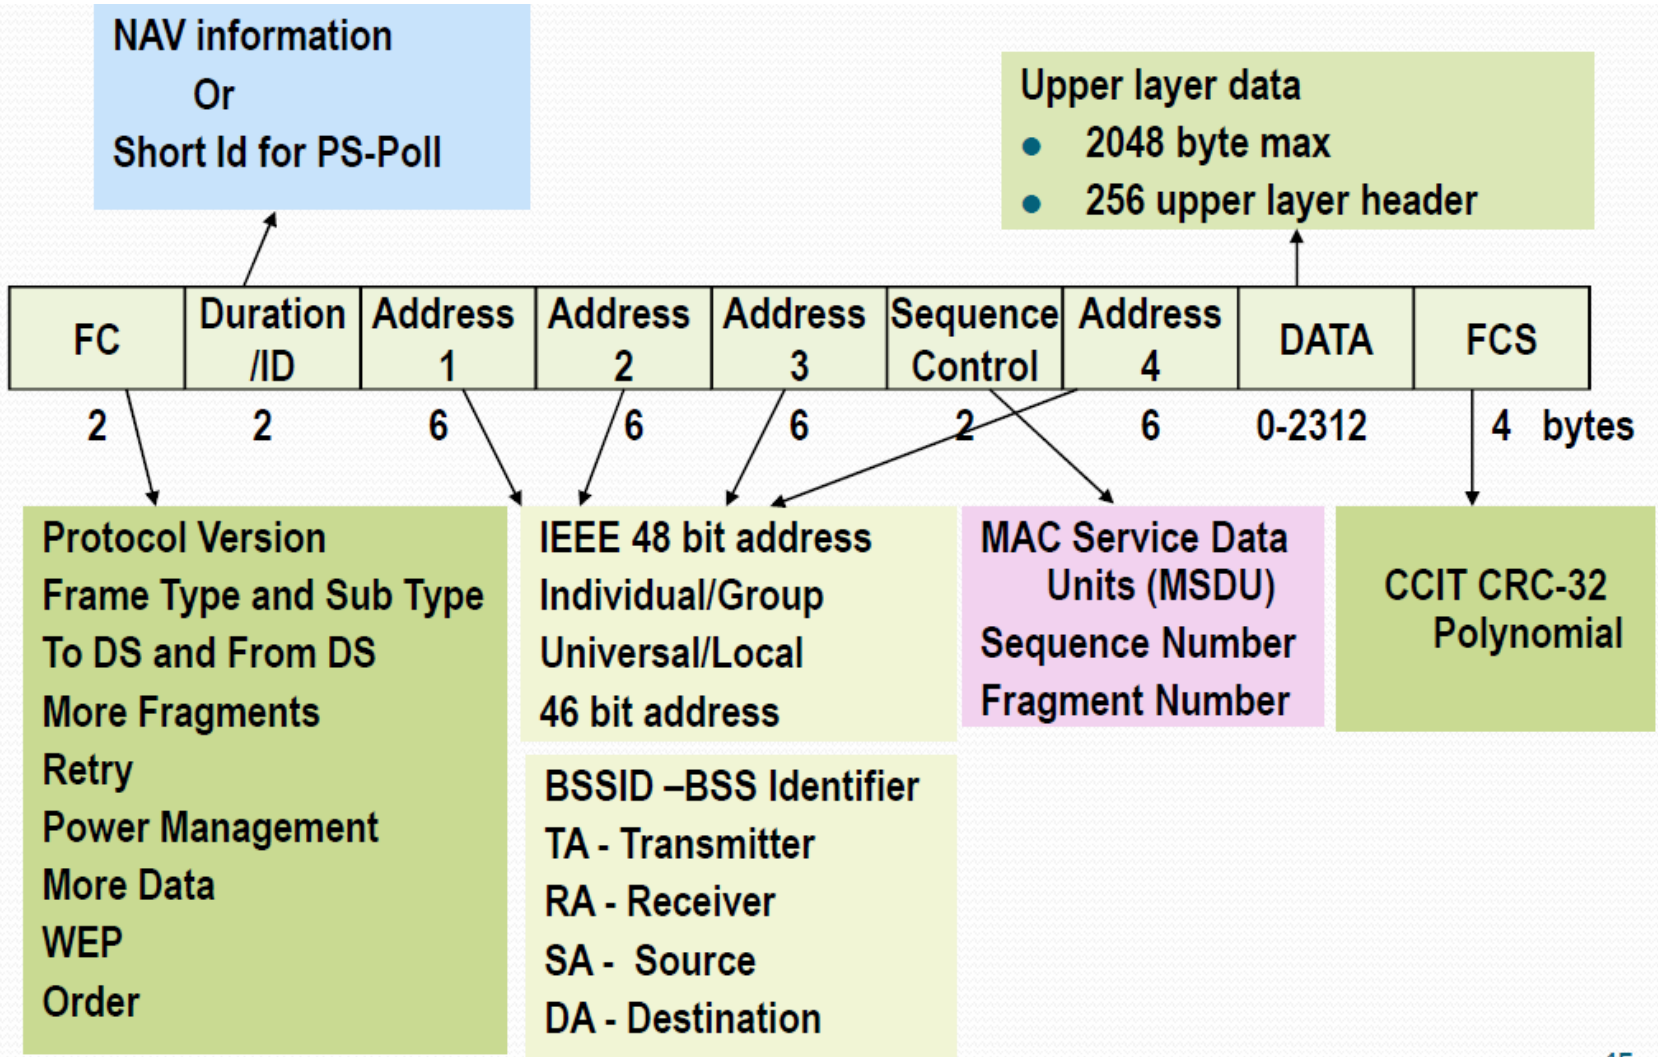 NAV information
Or
Short Id for PS-Poll
Upper layer data
● 2048 byte max
● 256 upper layer header
FC
Duration
/ID
Address
1
Address
2
Address
3
Sequence
Control
Address
4
DATA
FCS
2 2 6 6 6 2 6 0-2312 4 bytes
Protocol Version
Frame Type and Sub Type
To DS and From DS
More Fragments
Retry
Power Management
More Data
WEP
Order
IEEE 48 bit address
Individual/Group
Universal/Local
46 bit address
BSSID –BSS Identifier
TA - Transmitter
RA - Receiver
SA - Source
DA - Destination
MAC Service Data
Units (MSDU)
Sequence Number
Fragment Number
CCIT CRC-32
Polynomial